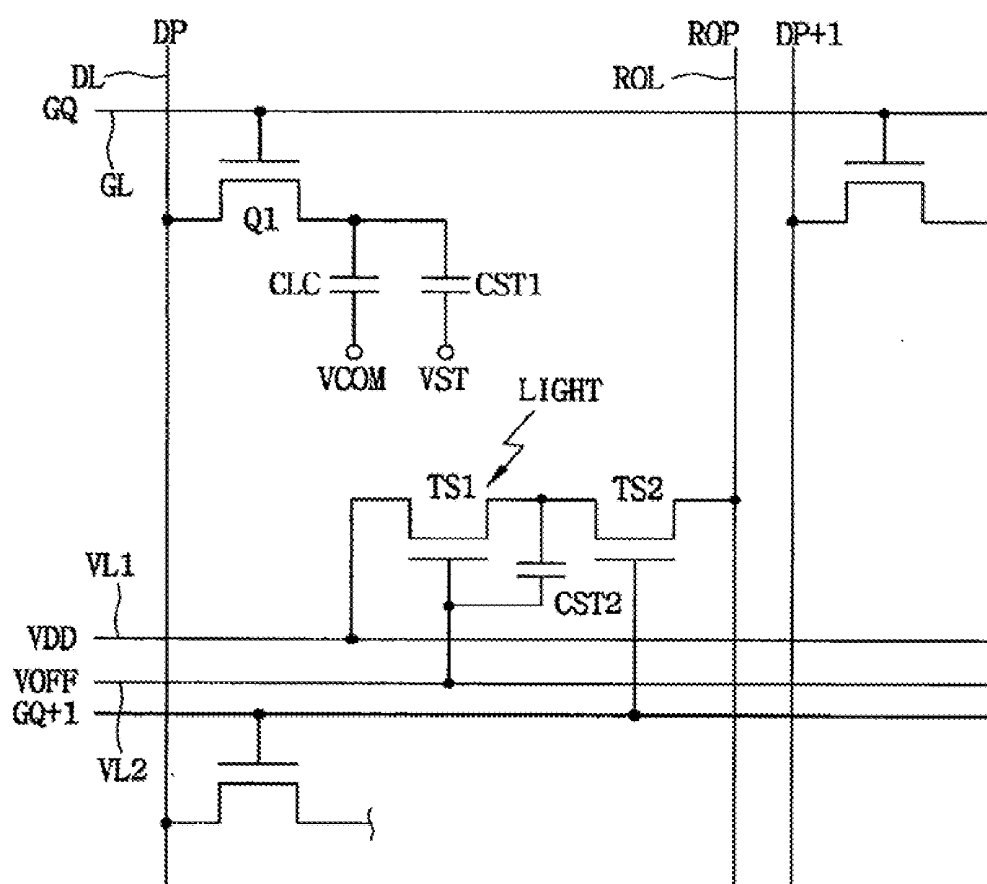 DP ROP DP+1
DL ROL
GQ
GL
Q1
CLC CST1
VCOM VST
LIGHT
TS1 TS2
VL1
CST2
VDD
VOFF
GQ+1
VL2